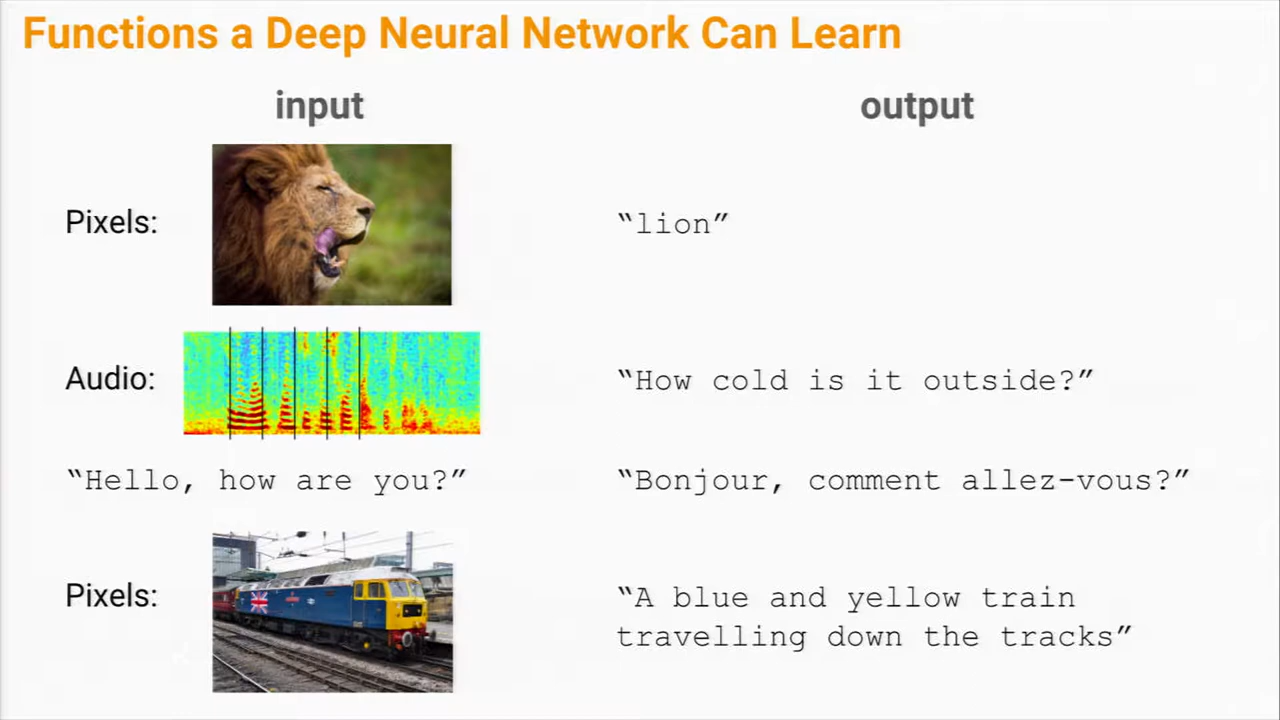 Functions a Deep Neural Network Can Learn
input
output
Pixels:
“lion”
Audio:
“How cold is it outside?”
“Hello, how are you?”
“Bonjour, comment allez-vous?”
Pixels:
“A blue and yellow train
travelling down the tracks”